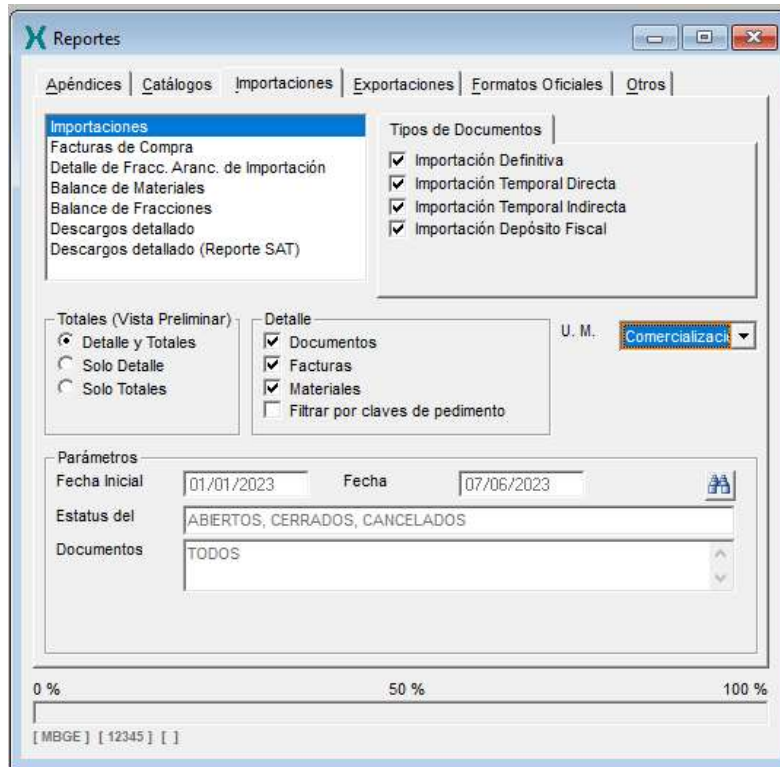 Reportes
Apéndices Catálogos Importaciones Exportaciones Formatos Oficiales Otros
Importaciones
Facturas de Compra
Detalle de Fracc. Aranc. de Importación
Balance de Materiales
Balance de Fracciones
Descargos detallado
Descargos detallado (Reporte SAT)
Tipos de Documentos
Importación Definitiva
Importación Temporal Directa
Importación Temporal Indirecta
Importación Depósito Fiscal
Totales (Vista Preliminar)
Detalle y Totales
Solo Detalle
Solo Totales
Detalle
Documentos
Facturas
Materiales
Filtrar por claves de pedimento
U. M. Comercializaci
Parámetros
Fecha Inicial 01/01/2023 Fecha 07/06/2023
Estatus del ABIERTOS, CERRADOS, CANCELADOS
Documentos TODOS
0 % 50 % 100 %
[ MBGE ] [ 12345 ] [ ]